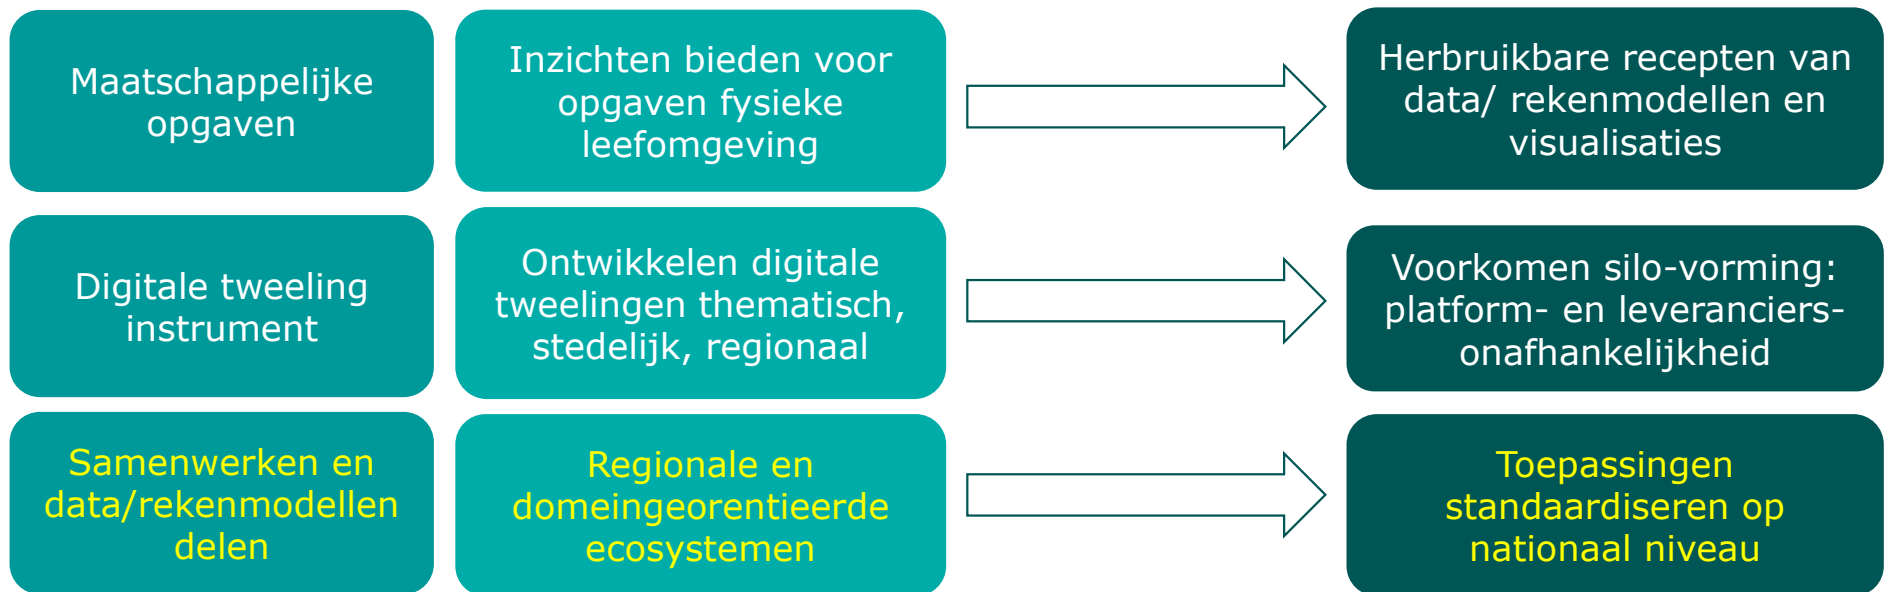 Maatschappelijke
opgaven
Inzichten bieden voor
opgaven fysieke
leefomgeving
Herbruikbare recepten van
data/ rekenmodellen en
visualisaties
Digitale tweeling
instrument
Ontwikkelen digitale
tweelingen thematisch,
stedelijk, regionaal
Voorkomen silo-vorming:
platform- en leveranciers-
onafhankelijkheid
Samenwerken en
data/rekenmodellen
delen
Regionale en
domeingeorentieerde
ecosystemen
Toepassingen
standaardiseren op
nationaal niveau